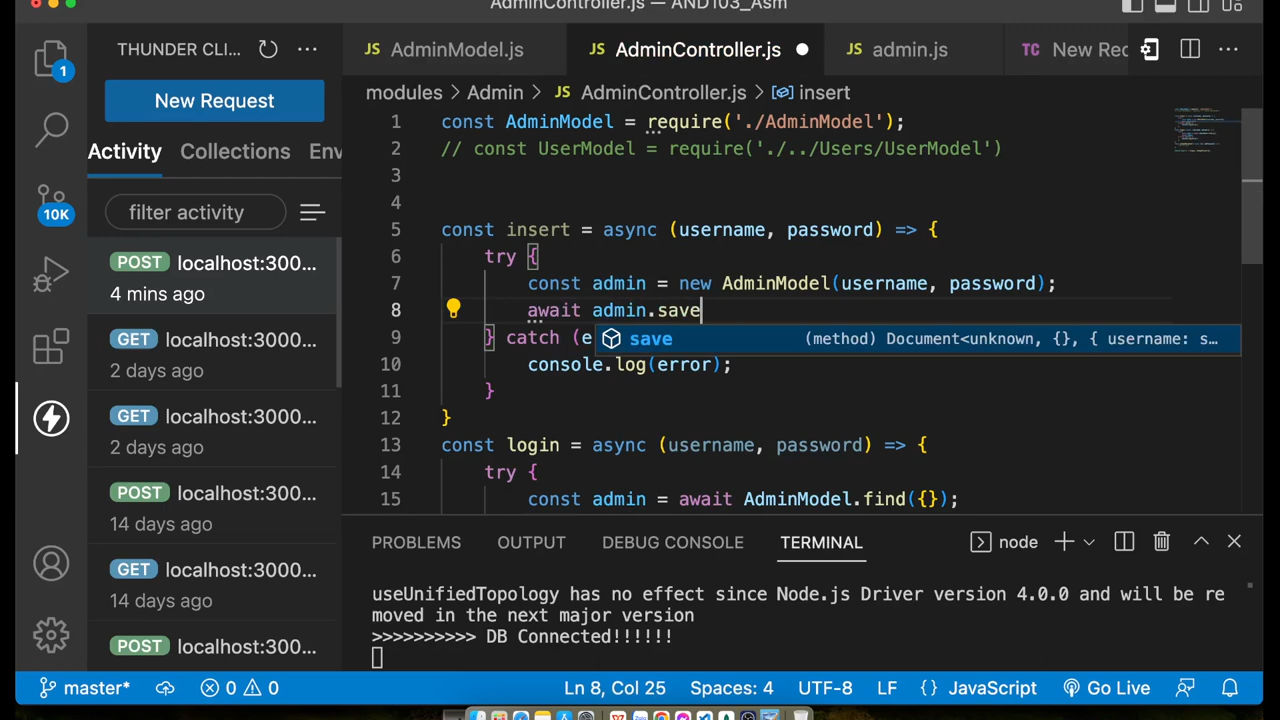 AdminController.js — AND103_Asm
THUNDER CLI...
JS AdminModel.js
JS AdminController.js
JS admin.js
TC New Rec
1
New Request
modules > Admin > JS AdminController.js > insert
Activity
Collections
Env
filter activity
10K
POST localhost:300...
4 mins ago
GET localhost:3000...
2 days ago
GET localhost:3000...
2 days ago
POST localhost:300...
14 days ago
GET localhost:3000...
14 days ago
POST localhost:300...
1 const AdminModel = require('./AdminModel');
2 // const UserModel = require('./../Users/UserModel')
3
4
5 const insert = async (username, password) => {
6 try {
7 const admin = new AdminModel(username, password);
8 await admin.save
save (method) Document<unknown, {}, { username: s...
9 } catch (e
10 console.log(error);
11 }
12 }
13 const login = async (username, password) => {
14 try {
15 const admin = await AdminModel.find({});
PROBLEMS OUTPUT DEBUG CONSOLE TERMINAL
node
useUnifiedTopology has no effect since Node.js Driver version 4.0.0 and will be re
moved in the next major version
>>>>>>>>>> DB Connected!!!!!!
master* 0 0 Ln 8, Col 25 Spaces: 4 UTF-8 LF {} JavaScript Go Live